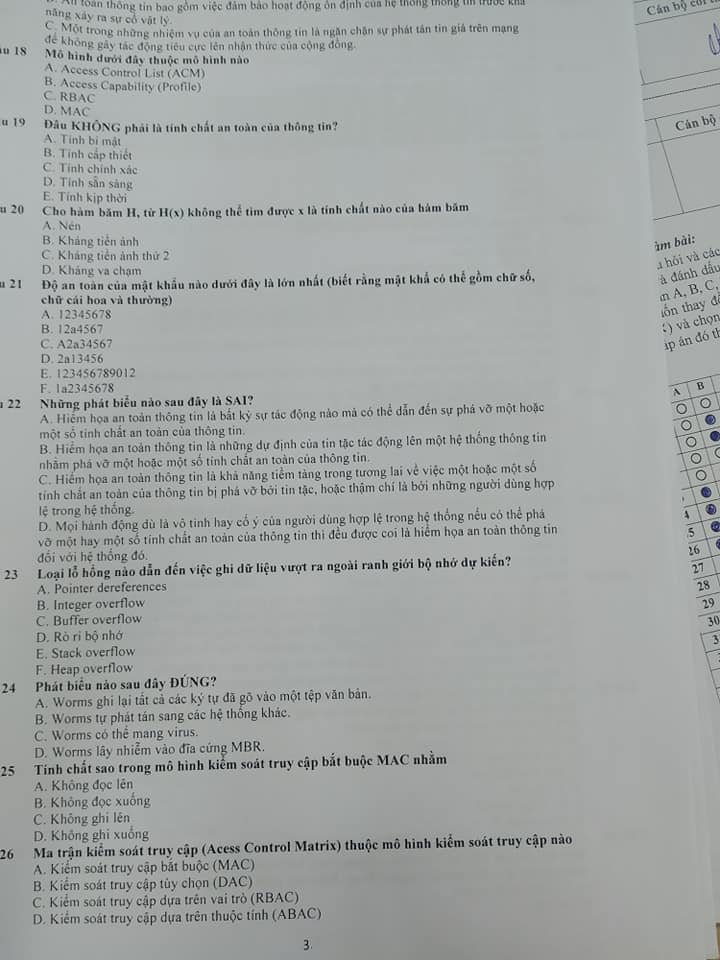 An toàn thông tin bao gồm việc đảm bảo hoạt động ổn định của hệ thống thông tin trước khả
năng xảy ra sự cố vật lý.
C. Một trong những nhiệm vụ của an toàn thông tin là ngăn chặn sự phát tán tin giả trên mạng
để không gây tác động tiêu cực lên nhận thức của cộng đồng.
u 18 Mô hình dưới đây thuộc mô hình nào
A. Access Control List (ACM)
B. Access Capability (Profile)
C. RBAC
D. MAC
u 19 Đâu KHÔNG phải là tính chất an toàn của thông tin?
A. Tính bí mật
B. Tính cấp thiết
C. Tính chính xác
D. Tính sẵn sàng
E. Tính kịp thời
u 20 Cho hàm băm H, từ H(x) không thể tìm được x là tính chất nào của hàm băm
A. Nén
B. Kháng tiền ảnh
C. Kháng tiền ảnh thứ 2
D. Kháng va chạm
u 21 Độ an toàn của mật khẩu nào dưới đây là lớn nhất (biết rằng mật khẩ có thể gồm chữ số,
chữ cái hoa và thường)
A. 12345678
B. 12a4567
C. A2a34567
D. 2a13456
E. 123456789012
F. 1a2345678
22 Những phát biểu nào sau đây là SAI?
A. Hiểm họa an toàn thông tin là bất kỳ sự tác động nào mà có thể dẫn đến sự phá vỡ một hoặc
một số tính chất an toàn của thông tin.
B. Hiểm họa an toàn thông tin là những dự định của tin tặc tác động lên một hệ thống thông tin
nhằm phá vỡ một hoặc một số tính chất an toàn của thông tin.
C. Hiểm họa an toàn thông tin là khả năng tiềm tàng trong tương lai về việc một hoặc một số
tính chất an toàn của thông tin bị phá vỡ bởi tin tặc, hoặc thậm chí là bởi những người dùng hợp
lệ trong hệ thống.
D. Mọi hành động dù là vô tình hay cố ý của người dùng hợp lệ trong hệ thống nếu có thể phá
vỡ một hay một số tính chất an toàn của thông tin thì đều được coi là hiểm họa an toàn thông tin
đối với hệ thống đó.
23 Loại lỗ hổng nào dẫn đến việc ghi dữ liệu vượt ra ngoài ranh giới bộ nhớ dự kiến?
A. Pointer dereferences
B. Integer overflow
C. Buffer overflow
D. Rò rỉ bộ nhớ
E. Stack overflow
F. Heap overflow
24 Phát biểu nào sau đây ĐÚNG?
A. Worms ghi lại tất cả các ký tự đã gõ vào một tệp văn bản.
B. Worms tự phát tán sang các hệ thống khác.
C. Worms có thể mang virus.
D. Worms lây nhiễm vào đĩa cứng MBR.
25 Tính chất sao trong mô hình kiểm soát truy cập bắt buộc MAC nhằm
A. Không đọc lên
B. Không đọc xuống
C. Không ghi lên
D. Không ghi xuống
26 Ma trận kiểm soát truy cập (Acess Control Matrix) thuộc mô hình kiểm soát truy cập nào
A. Kiểm soát truy cập bắt buộc (MAC)
B. Kiểm soát truy cập tùy chọn (DAC)
C. Kiểm soát truy cập dựa trên vai trò (RBAC)
D. Kiểm soát truy cập dựa trên thuộc tính (ABAC)
3
Cán bộ coi
Cán bộ
àm bài:
hỏi và các
à đánh dấu
A, B, C,
thay
và chọn
áp án đó
A B
4
5
26
27
28
29
30
3